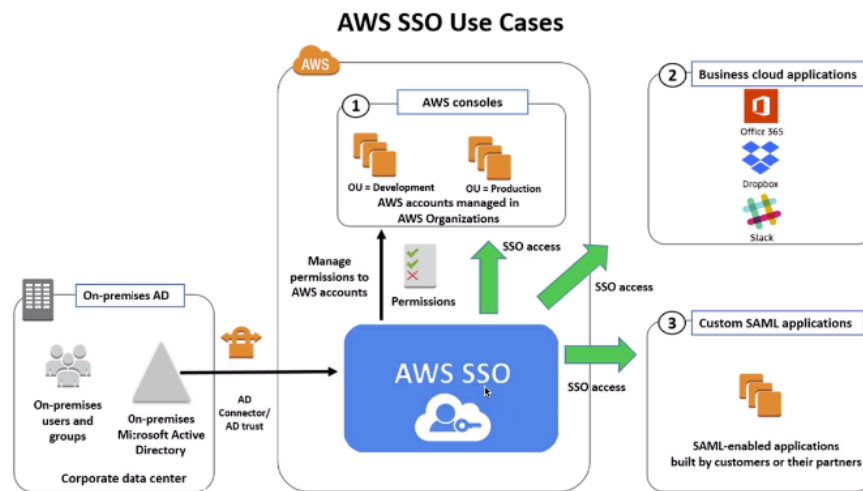 AWS SSO Use Cases
AWS
1
AWS consoles
OU = Development
OU = Production
AWS accounts managed in
AWS Organizations
Manage
permissions to
AWS accounts
Permissions
SSO access
SSO access
AWS SSO
SSO access
On-premises AD
On-premises
users and
groups
On-premises
Microsoft Active
Directory
Corporate data center
AD
Connector/
AD trust
2
Business cloud applications
Office 365
Dropbox
Slack
3
Custom SAML applications
SAML-enabled applications
built by customers or their partners